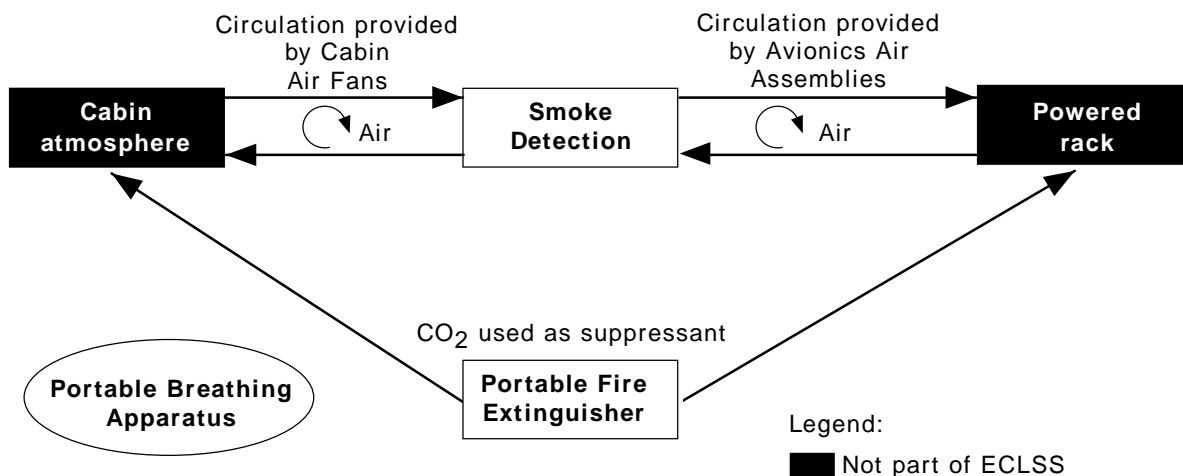 Circulation provided
by Cabin
Air Fans
Circulation provided
by Avionics Air
Assemblies
Cabin
atmosphere
Air
Smoke
Detection
Air
Powered
rack
CO2 used as suppressant
Portable Breathing
Apparatus
Portable Fire
Extinguisher
Legend:
Not part of ECLSS